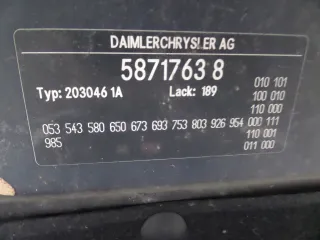 DAIMLERCHRYSLER AG
5871763 8
Typ: 203046 1A Lack: 189
010 101
100 010
110 000
053 543 580 650 673 693 753 803 926 954 000 111
110 001
985
011 000